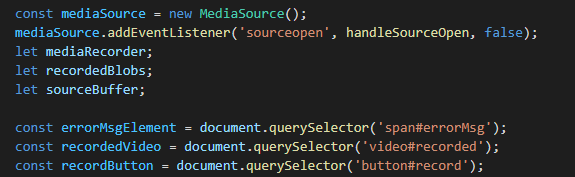 const mediaSource = new MediaSource();
mediaSource.addEventListener('sourceopen', handleSourceOpen, false);
let mediaRecorder;
let recordedBlobs;
let sourceBuffer;
const errorMsgElement = document.querySelector('span#errorMsg');
const recordedVideo = document.querySelector('video#recorded');
const recordButton = document.querySelector('button#record');